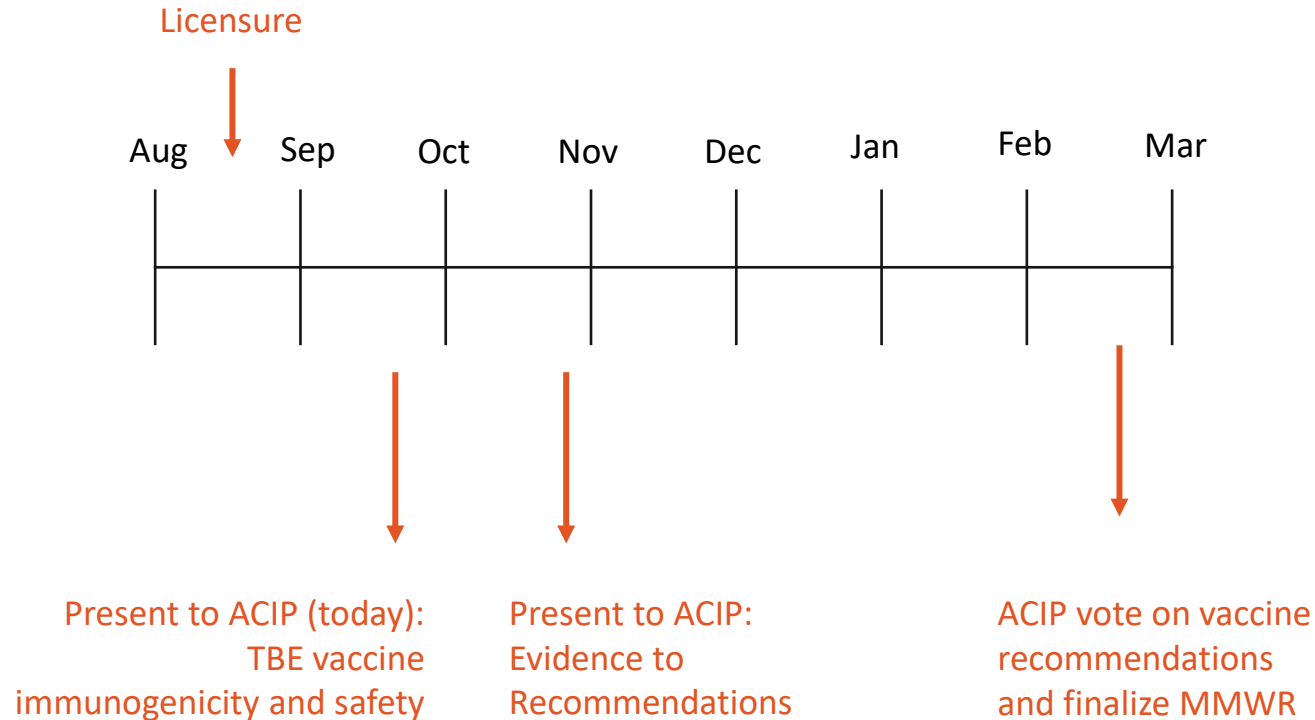 Licensure
Aug
Sep
Oct
Nov
Dec
Jan
Feb
Mar
Present to ACIP (today):
TBE vaccine
immunogenicity and safety
Present to ACIP:
Evidence to
Recommendations
ACIP vote on vaccine
recommendations
and finalize MMWR